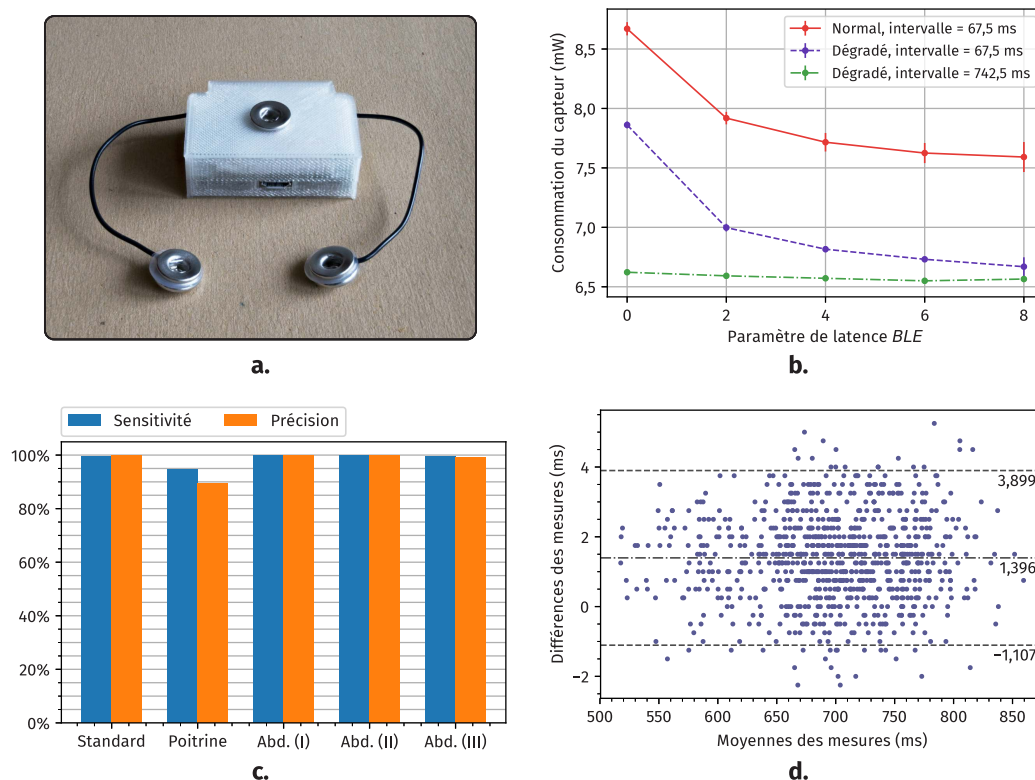 a.
Consommation du capteur (mW)
8,5
8,0
7,5
7,0
6,5
Normal, intervalle = 67,5 ms
Dégradé, intervalle = 67,5 ms
Dégradé, intervalle = 742,5 ms
0 2 4 6 8
Paramètre de latence BLE
b.
Sensitivité Précision
100%
80%
60%
40%
20%
0%
Standard Poitrine Abd. (I) Abd. (II) Abd. (III)
c.
Différences des mesures (ms)
4
2
0
−2
3,899
1,396
−1,107
500 550 600 650 700 750 800 850
Moyennes des mesures (ms)
d.